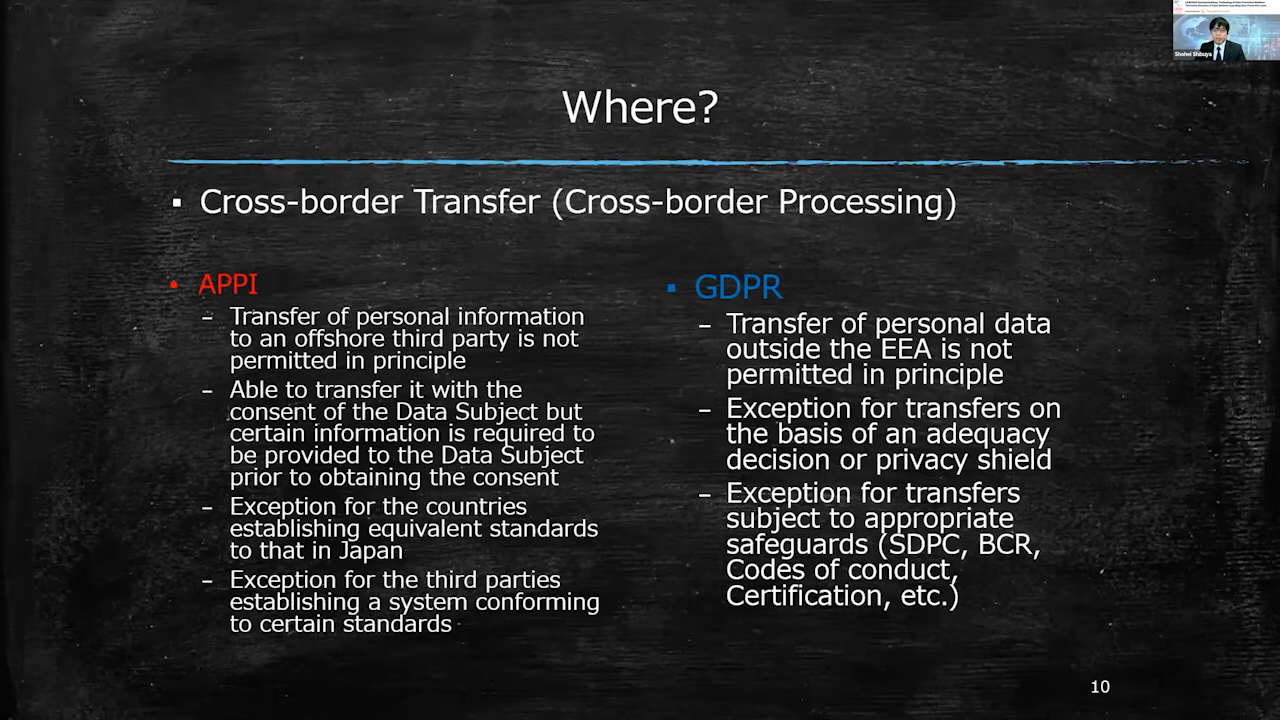 Shohei Shibuya
Where?
▪ Cross-border Transfer (Cross-border Processing)
▪ APPI
– Transfer of personal information
to an offshore third party is not
permitted in principle
– Able to transfer it with the
consent of the Data Subject but
certain information is required to
be provided to the Data Subject
prior to obtaining the consent
– Exception for the countries
establishing equivalent standards
to that in Japan
– Exception for the third parties
establishing a system conforming
to certain standards
▪ GDPR
– Transfer of personal data
outside the EEA is not
permitted in principle
– Exception for transfers on
the basis of an adequacy
decision or privacy shield
– Exception for transfers
subject to appropriate
safeguards (SDPC, BCR,
Codes of conduct,
Certification, etc.)
10